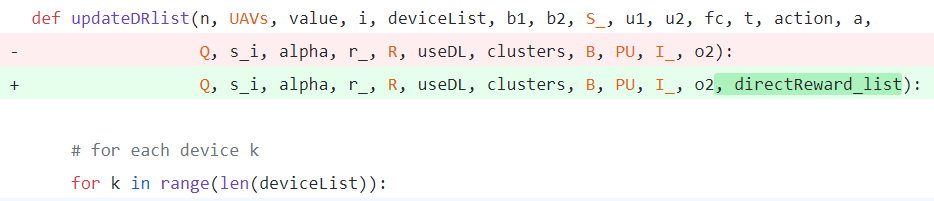 def updateDRlist(n, UAVs, value, i, deviceList, b1, b2, S_, u1, u2, fc, t, action, a,
- Q, s_i, alpha, r_, R, useDL, clusters, B, PU, I_, o2):
+ Q, s_i, alpha, r_, R, useDL, clusters, B, PU, I_, o2, directReward_list):
# for each device k
for k in range(len(deviceList)):